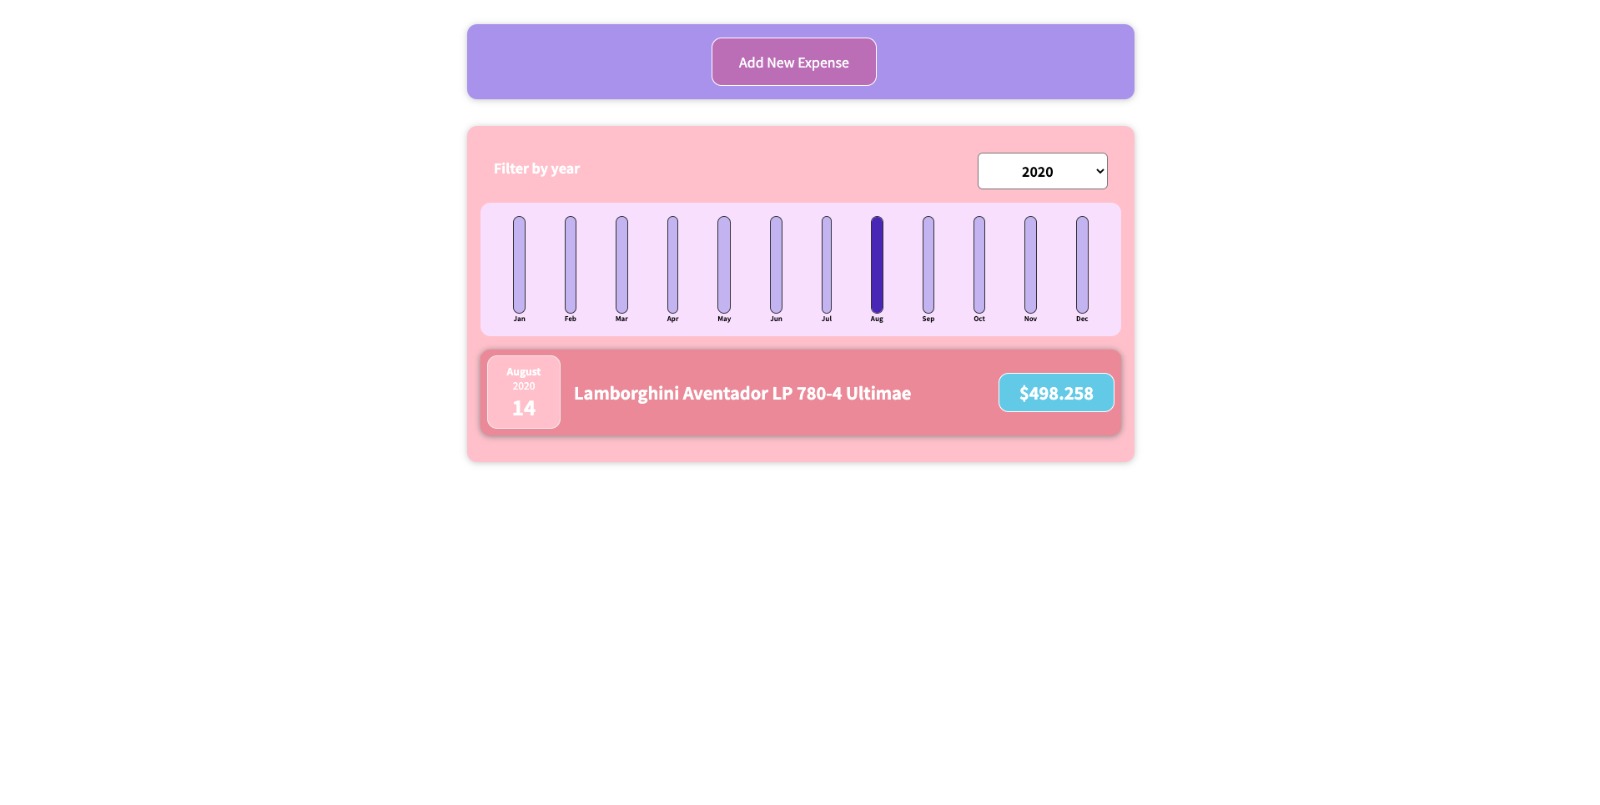 Add New Expense
Filter by year
2020
Jan Feb Mar Apr May Jun Jul Aug Sep Oct Nov Dec
August
2020
14
Lamborghini Aventador LP 780-4 Ultimae
$498.258